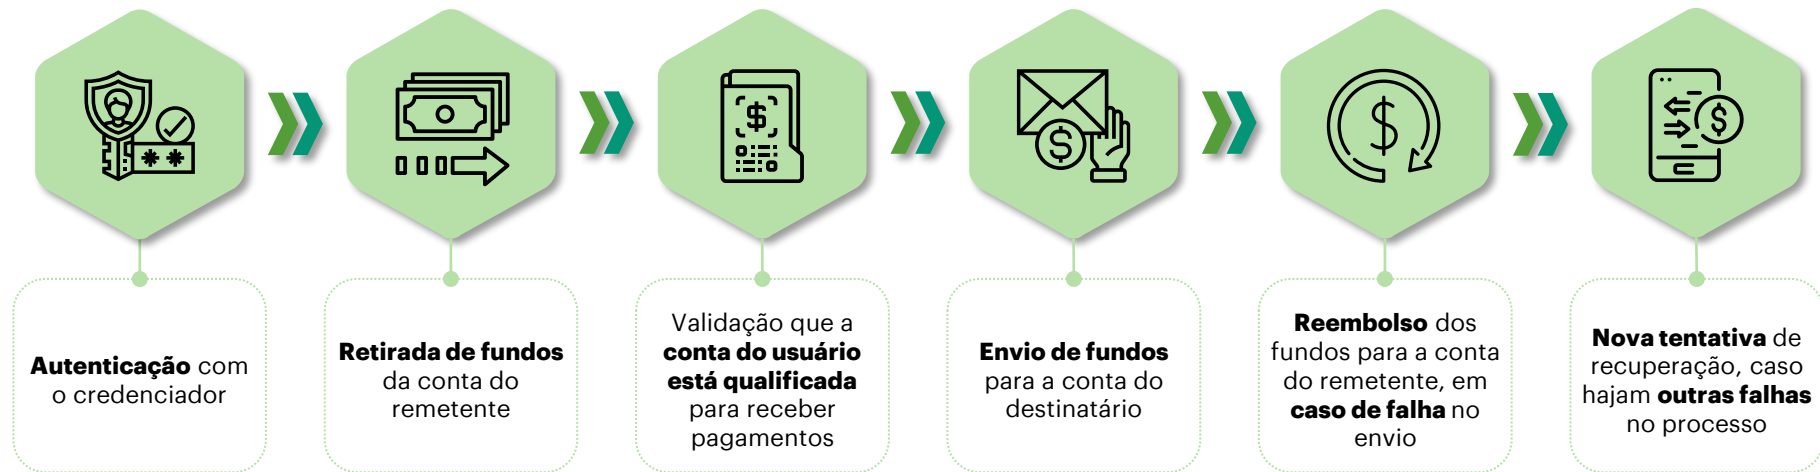 Autenticação com
o credenciador
Retirada de fundos
da conta do
remetente
Validação que a
conta do usuário
está qualificada
para receber
pagamentos
Envio de fundos
para a conta do
destinatário
Reembolso dos
fundos para a conta
do remetente, em
caso de falha no
envio
Nova tentativa de
recuperação, caso
hajam outras falhas
no processo